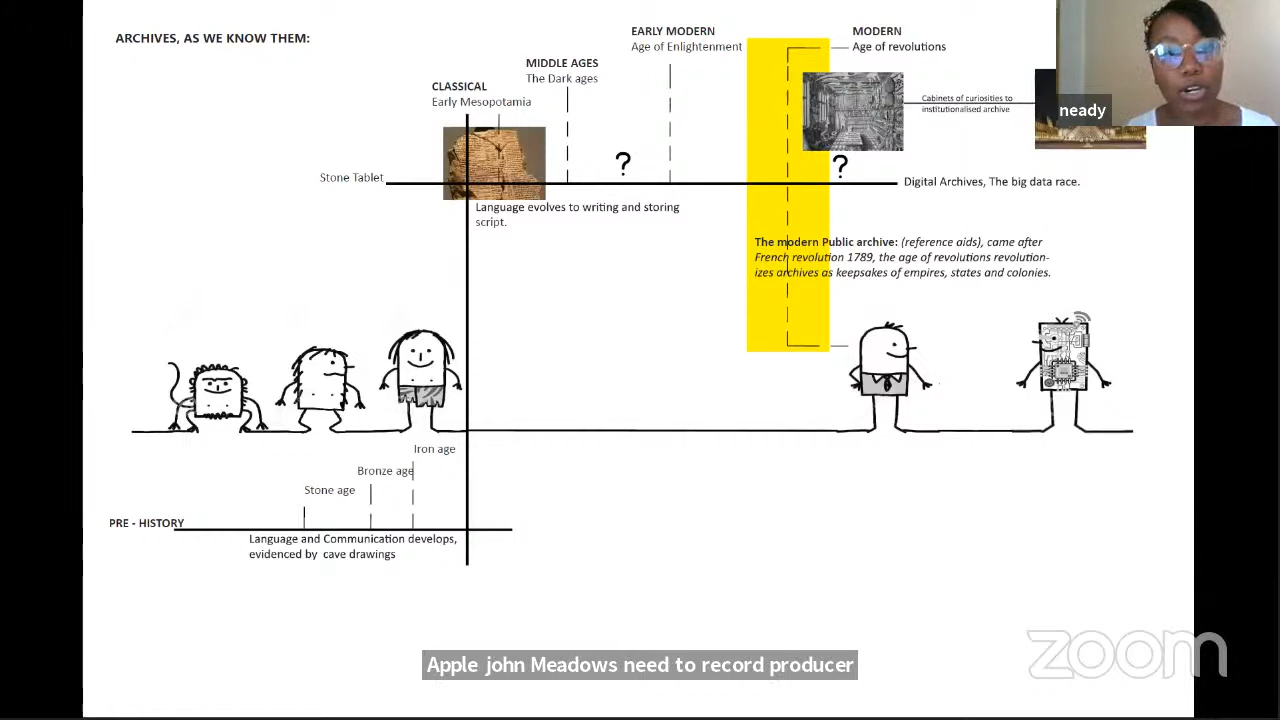 ARCHIVES, AS WE KNOW THEM:
EARLY MODERN
Age of Enlightenment
MODERN
Age of revolutions
MIDDLE AGES
The Dark ages
CLASSICAL
Early Mesopotamia
Cabinets of curiosities to
institutionalised archive
neady
?
?
Stone Tablet
Digital Archives, The big data race.
Language evolves to writing and storing
script.
The modern Public archive: (reference aids), came after
French revolution 1789, the age of revolutions revolution-
izes archives as keepsakes of empires, states and colonies.
Iron age
Bronze age
Stone age
PRE - HISTORY
Language and Communication develops,
evidenced by cave drawings
Apple john Meadows need to record producer
zoom